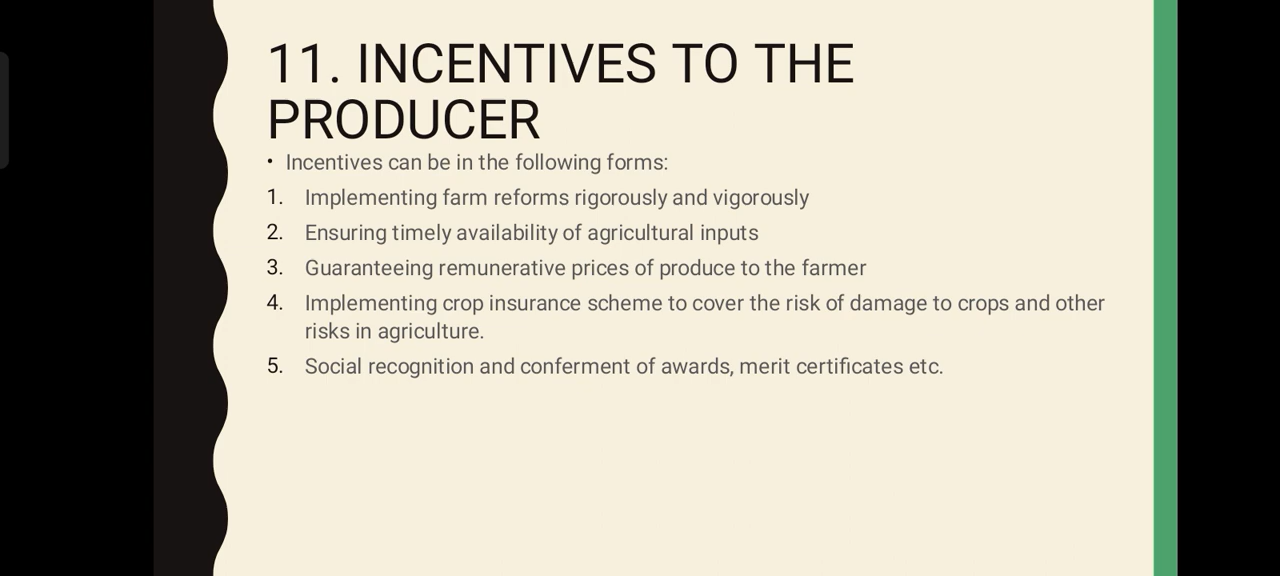 11. INCENTIVES TO THE
PRODUCER
• Incentives can be in the following forms:
1. Implementing farm reforms rigorously and vigorously
2. Ensuring timely availability of agricultural inputs
3. Guaranteeing remunerative prices of produce to the farmer
4. Implementing crop insurance scheme to cover the risk of damage to crops and other
risks in agriculture.
5. Social recognition and conferment of awards, merit certificates etc.